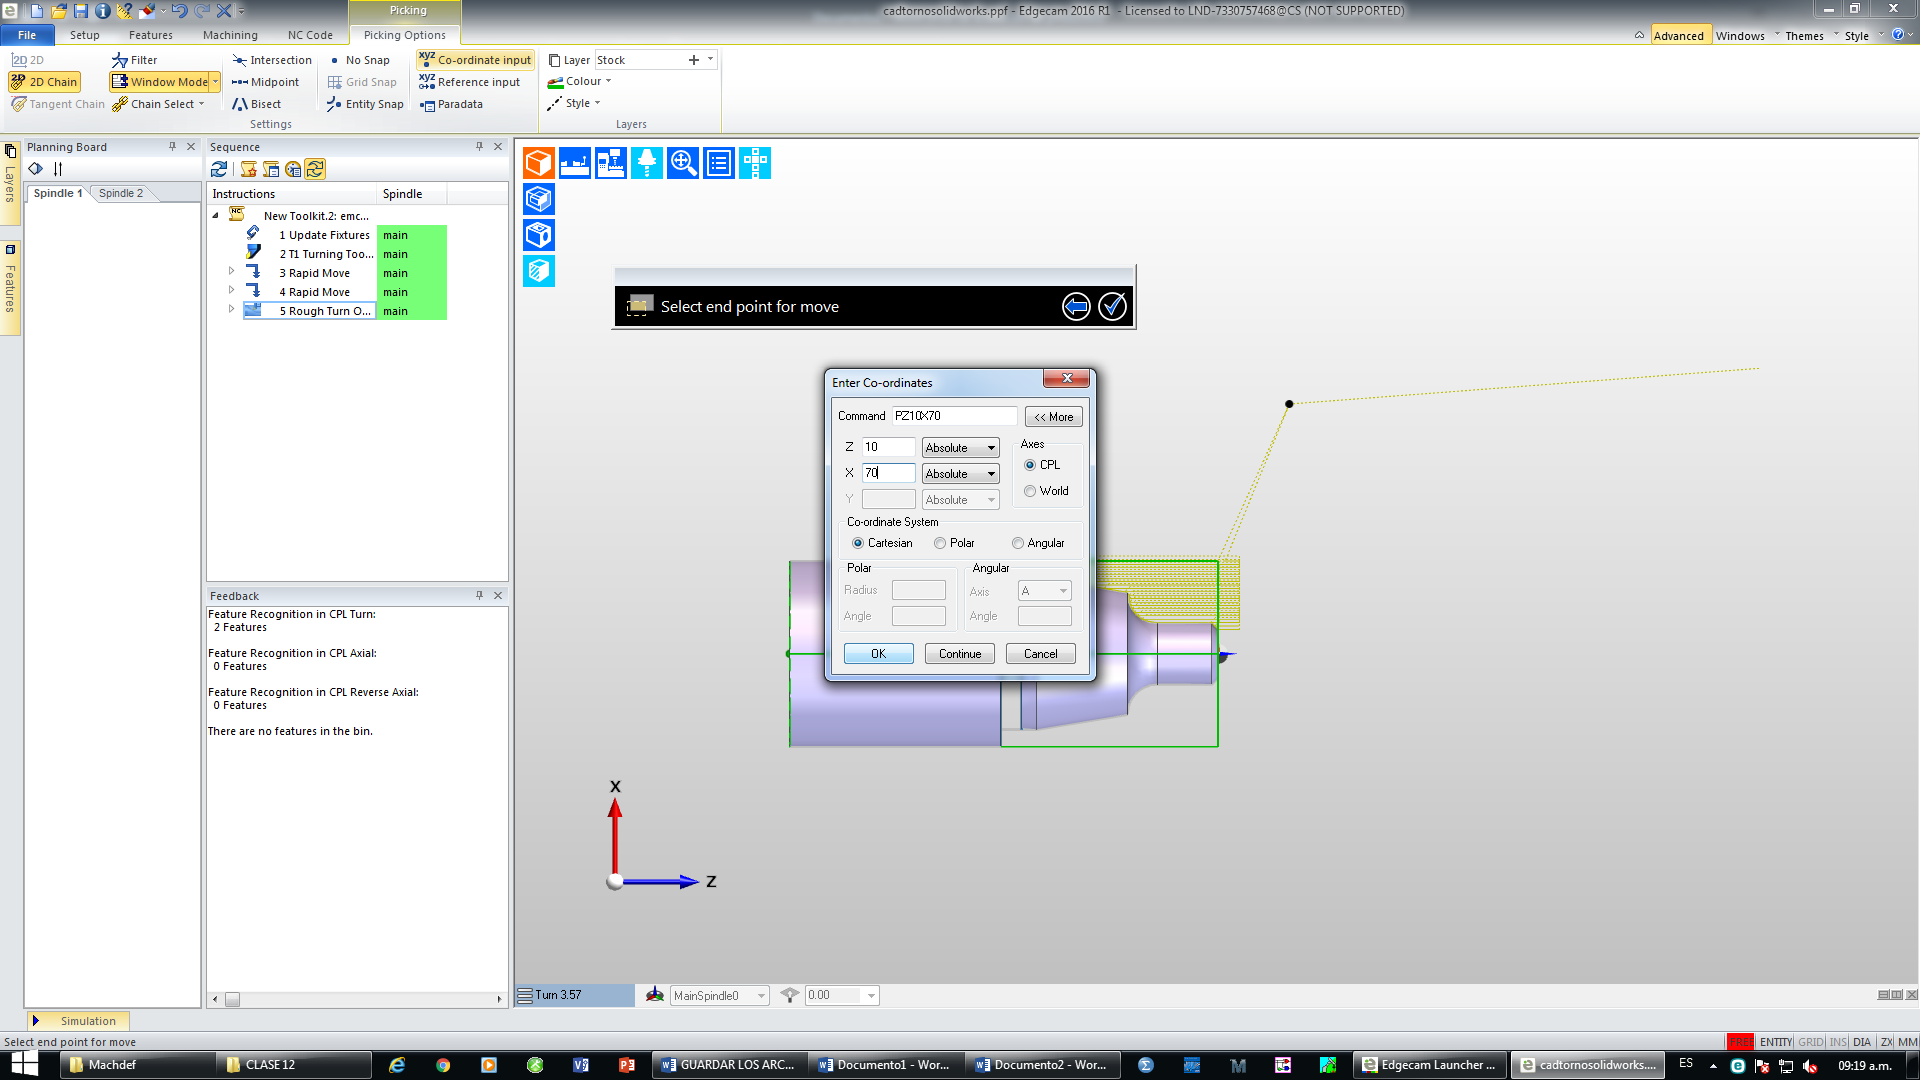 Picking
cadtornosolidworks.ppf - Edgecam 2016 R1 - Licensed to LND-7330757468@CS (NOT SUPPORTED)
File Setup Features Machining NC Code Picking Options
Advanced Windows Themes Style
2D 2D
2D Chain
Tangent Chain
Filter
Window Mode
Chain Select
Intersection
Midpoint
Bisect
No Snap
Grid Snap
Entity Snap
XYZ Co-ordinate input
XYZ Reference input
Paradata
Settings
Layer Stock
Colour
Style
Layers
Layers
Features
Planning Board
Spindle 1 Spindle 2
Sequence
Instructions Spindle
NC New Toolkit.2: emc...
1 Update Fixtures main
2 T1 Turning Too... main
3 Rapid Move main
4 Rapid Move main
5 Rough Turn O... main
Feedback
Feature Recognition in CPL Turn:
2 Features
Feature Recognition in CPL Axial:
0 Features
Feature Recognition in CPL Reverse Axial:
0 Features
There are no features in the bin.
Select end point for move
Enter Co-ordinates
Command PZ10X70 << More
Z 10 Absolute
X 70 Absolute
Y Absolute
Axes
CPL
World
Co-ordinate System
Cartesian Polar Angular
Polar
Radius
Angle
Angular
Axis A
Angle
OK Continue Cancel
X
Z
Turn 3.57 MainSpindle0 0.00
Simulation
Select end point for move
FREE ENTITY GRID INS DIA ZX MM
Machdef
CLASE 12
GUARDAR LOS ARC...
Documento1 - Wor...
Documento2 - Wor...
Edgecam Launcher ...
cadtornosolidworks....
ES
09:19 a.m.